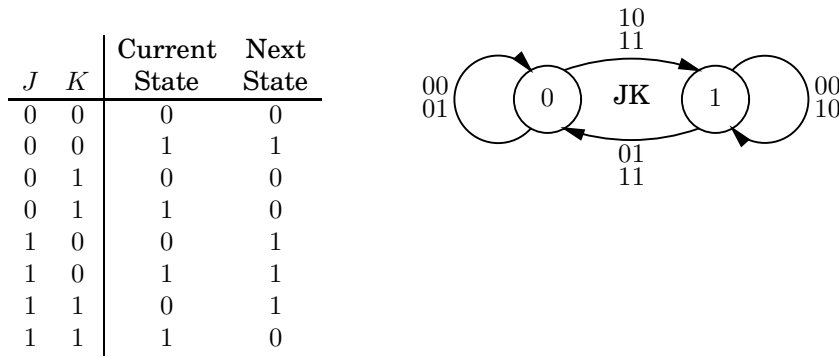 Current Next
J K State State
0 0 0 0
0 0 1 1
0 1 0 0
0 1 1 0
1 0 0 1
1 0 1 1
1 1 0 1
1 1 1 0
10
11
00
01
0
JK
1
00
10
01
11